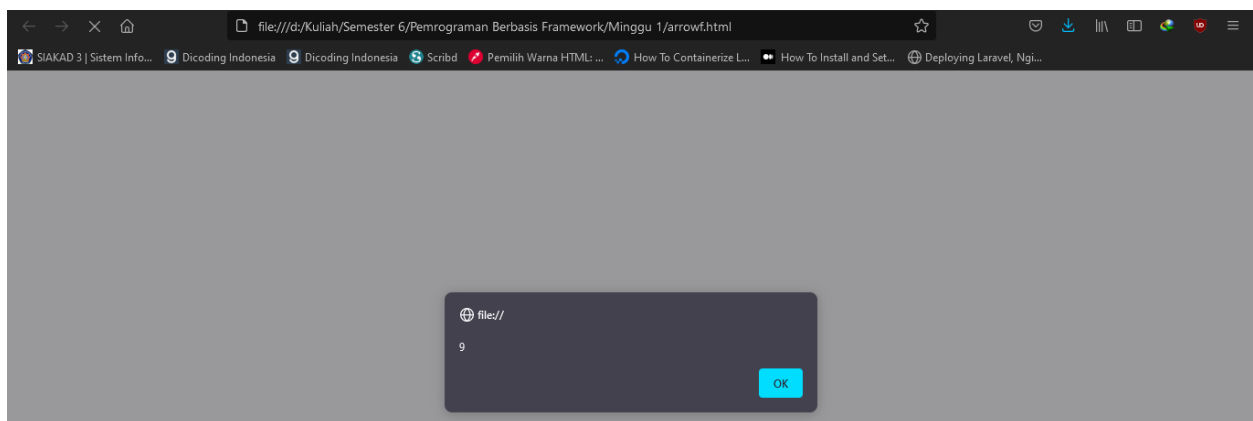 file:///d:/Kuliah/Semester 6/Pemrograman Berbasis Framework/Minggu 1/arrowf.html
SIAKAD 3 | Sistem Info... Dicoding Indonesia Dicoding Indonesia Scribd Pemilih Warna HTML: ... How To Containerize L... How To Install and Set... Deploying Laravel, Ngi...
file://
9
OK